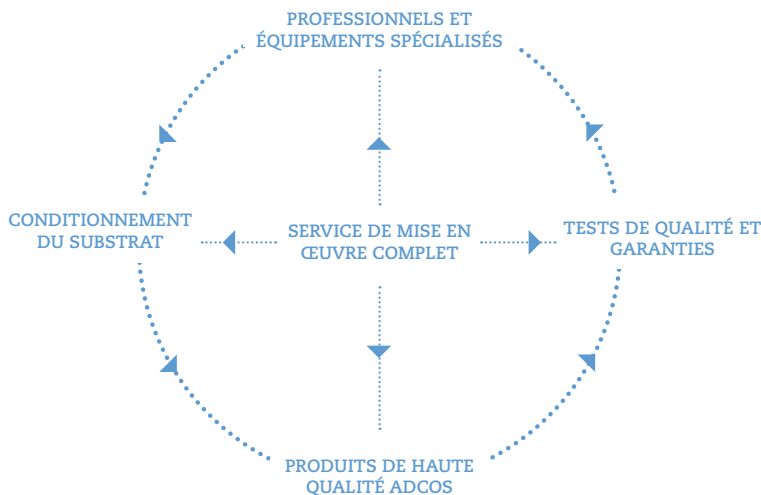 PROFESSIONNELS ET
ÉQUIPEMENTS SPÉCIALISÉS
CONDITIONNEMENT
DU SUBSTRAT
SERVICE DE MISE EN
ŒUVRE COMPLET
TESTS DE QUALITÉ ET
GARANTIES
PRODUITS DE HAUTE
QUALITÉ ADCOS